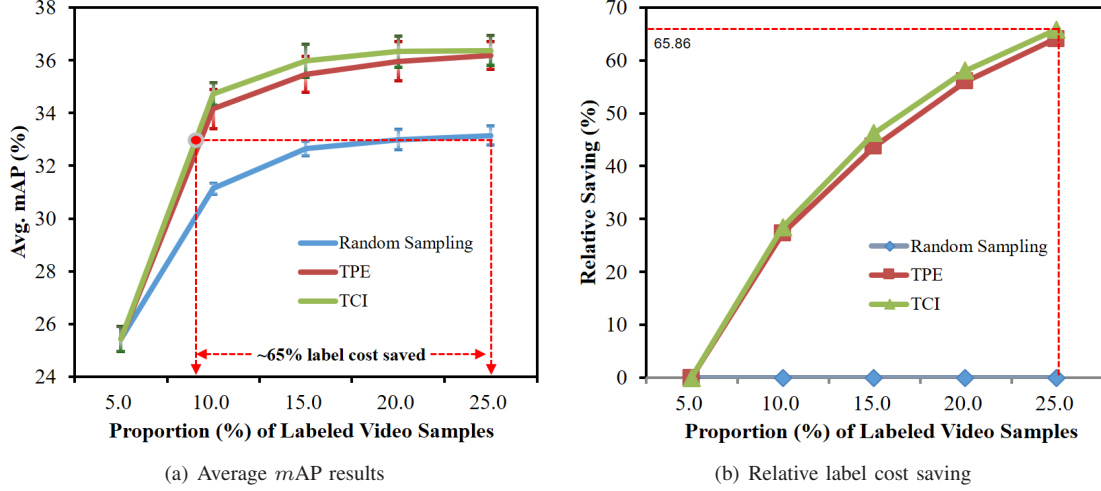 38
36
34
32
30
28
26
24
Avg. mAP (%)
Random Sampling
TPE
TCI
~65% label cost saved
5.0 10.0 15.0 20.0 25.0
Proportion (%) of Labeled Video Samples
(a) Average mAP results
70
60
50
40
30
20
10
0
65.86
Relative Saving (%)
Random Sampling
TPE
TCI
5.0 10.0 15.0 20.0 25.0
Proportion (%) of Labeled Video Samples
(b) Relative label cost saving